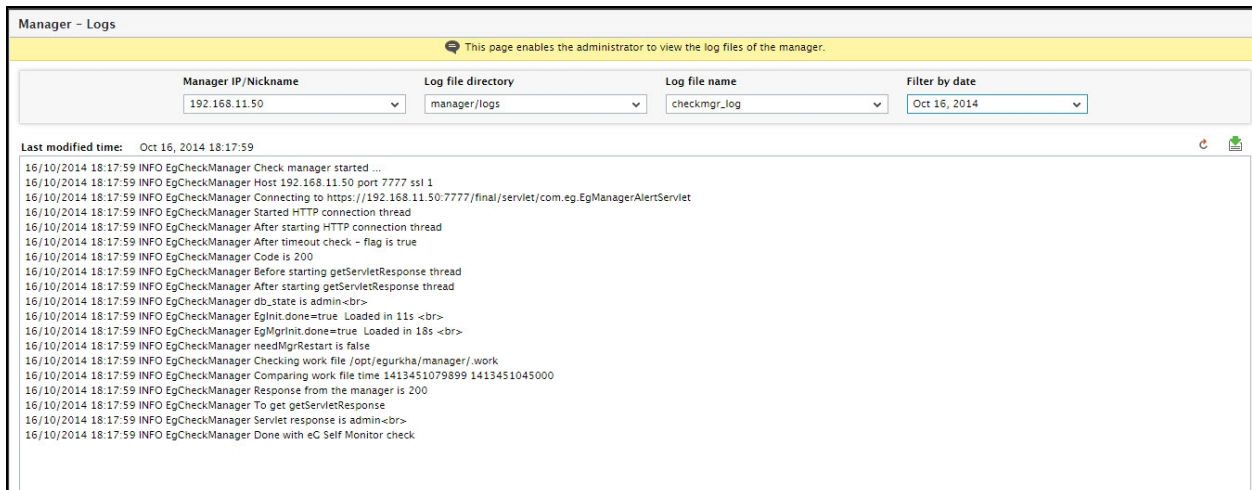 Manager - Logs
This page enables the administrator to view the log files of the manager.
Manager IP/Nickname Log file directory Log file name Filter by date
192.168.11.50 manager/logs checkmgr_log Oct 16, 2014
Last modified time: Oct 16, 2014 18:17:59
16/10/2014 18:17:59 INFO EgCheckManager Check manager started ...
16/10/2014 18:17:59 INFO EgCheckManager Host 192.168.11.50 port 7777 ssl 1
16/10/2014 18:17:59 INFO EgCheckManager Connecting to https://192.168.11.50:7777/final/servlet/com.eg.EgManagerAlertServlet
16/10/2014 18:17:59 INFO EgCheckManager Started HTTP connection thread
16/10/2014 18:17:59 INFO EgCheckManager After starting HTTP connection thread
16/10/2014 18:17:59 INFO EgCheckManager After timeout check - flag is true
16/10/2014 18:17:59 INFO EgCheckManager Code is 200
16/10/2014 18:17:59 INFO EgCheckManager Before starting getServletResponse thread
16/10/2014 18:17:59 INFO EgCheckManager After starting getServletResponse thread
16/10/2014 18:17:59 INFO EgCheckManager db_state is admin<br>
16/10/2014 18:17:59 INFO EgCheckManager EgInit.done=true Loaded in 11s <br>
16/10/2014 18:17:59 INFO EgCheckManager EgMgrInit.done=true Loaded in 18s <br>
16/10/2014 18:17:59 INFO EgCheckManager needMgrRestart is false
16/10/2014 18:17:59 INFO EgCheckManager Checking work file /opt/egurkha/manager/.work
16/10/2014 18:17:59 INFO EgCheckManager Comparing work file time 1413451079899 1413451045000
16/10/2014 18:17:59 INFO EgCheckManager Response from the manager is 200
16/10/2014 18:17:59 INFO EgCheckManager To get getServletResponse
16/10/2014 18:17:59 INFO EgCheckManager Servlet response is admin<br>
16/10/2014 18:17:59 INFO EgCheckManager Done with eG Self Monitor check